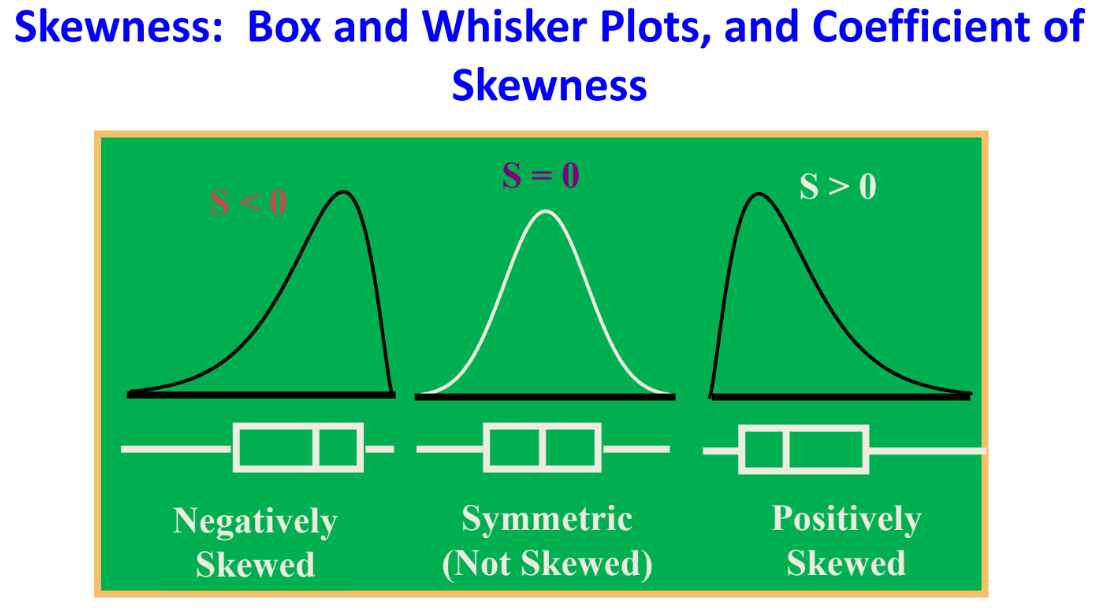 Skewness:  Box and Whisker Plots, and Coefficient of
Skewness
S < 0
S = 0
S > 0
Negatively
Skewed
Symmetric
(Not Skewed)
Positively
Skewed